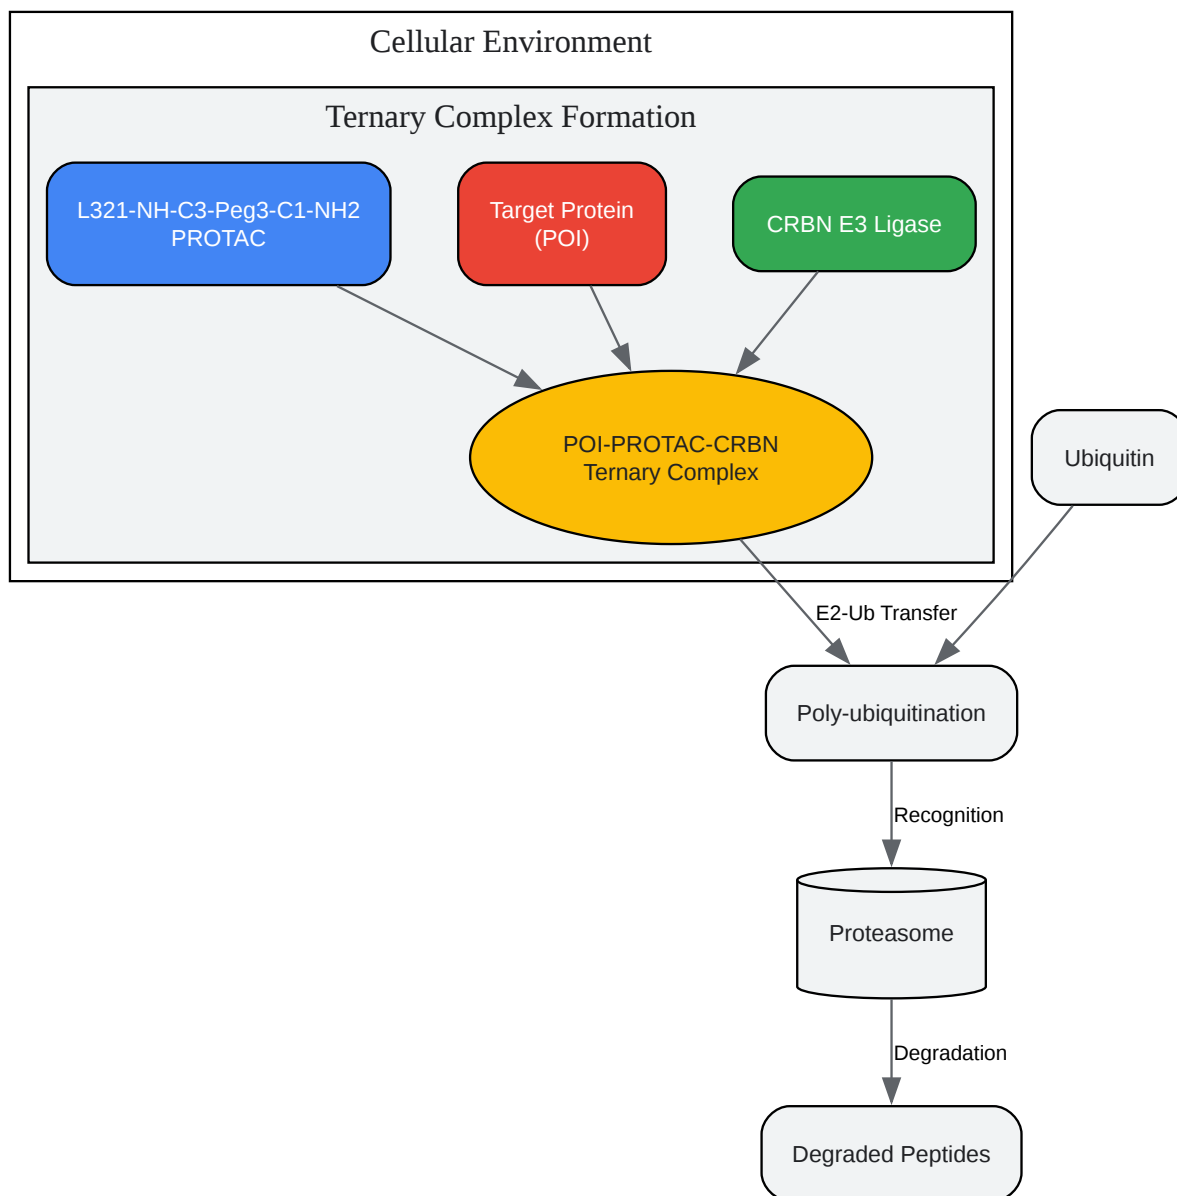 Cellular Environment
Ternary Complex Formation
L321-NH-C3-Peg3-C1-NH2
PROTAC
Target Protein
(POI)
CRBN E3 Ligase
POI-PROTAC-CRBN
Ternary Complex
Ubiquitin
E2-Ub Transfer
Poly-ubiquitination
Recognition
Proteasome
Degradation
Degraded Peptides